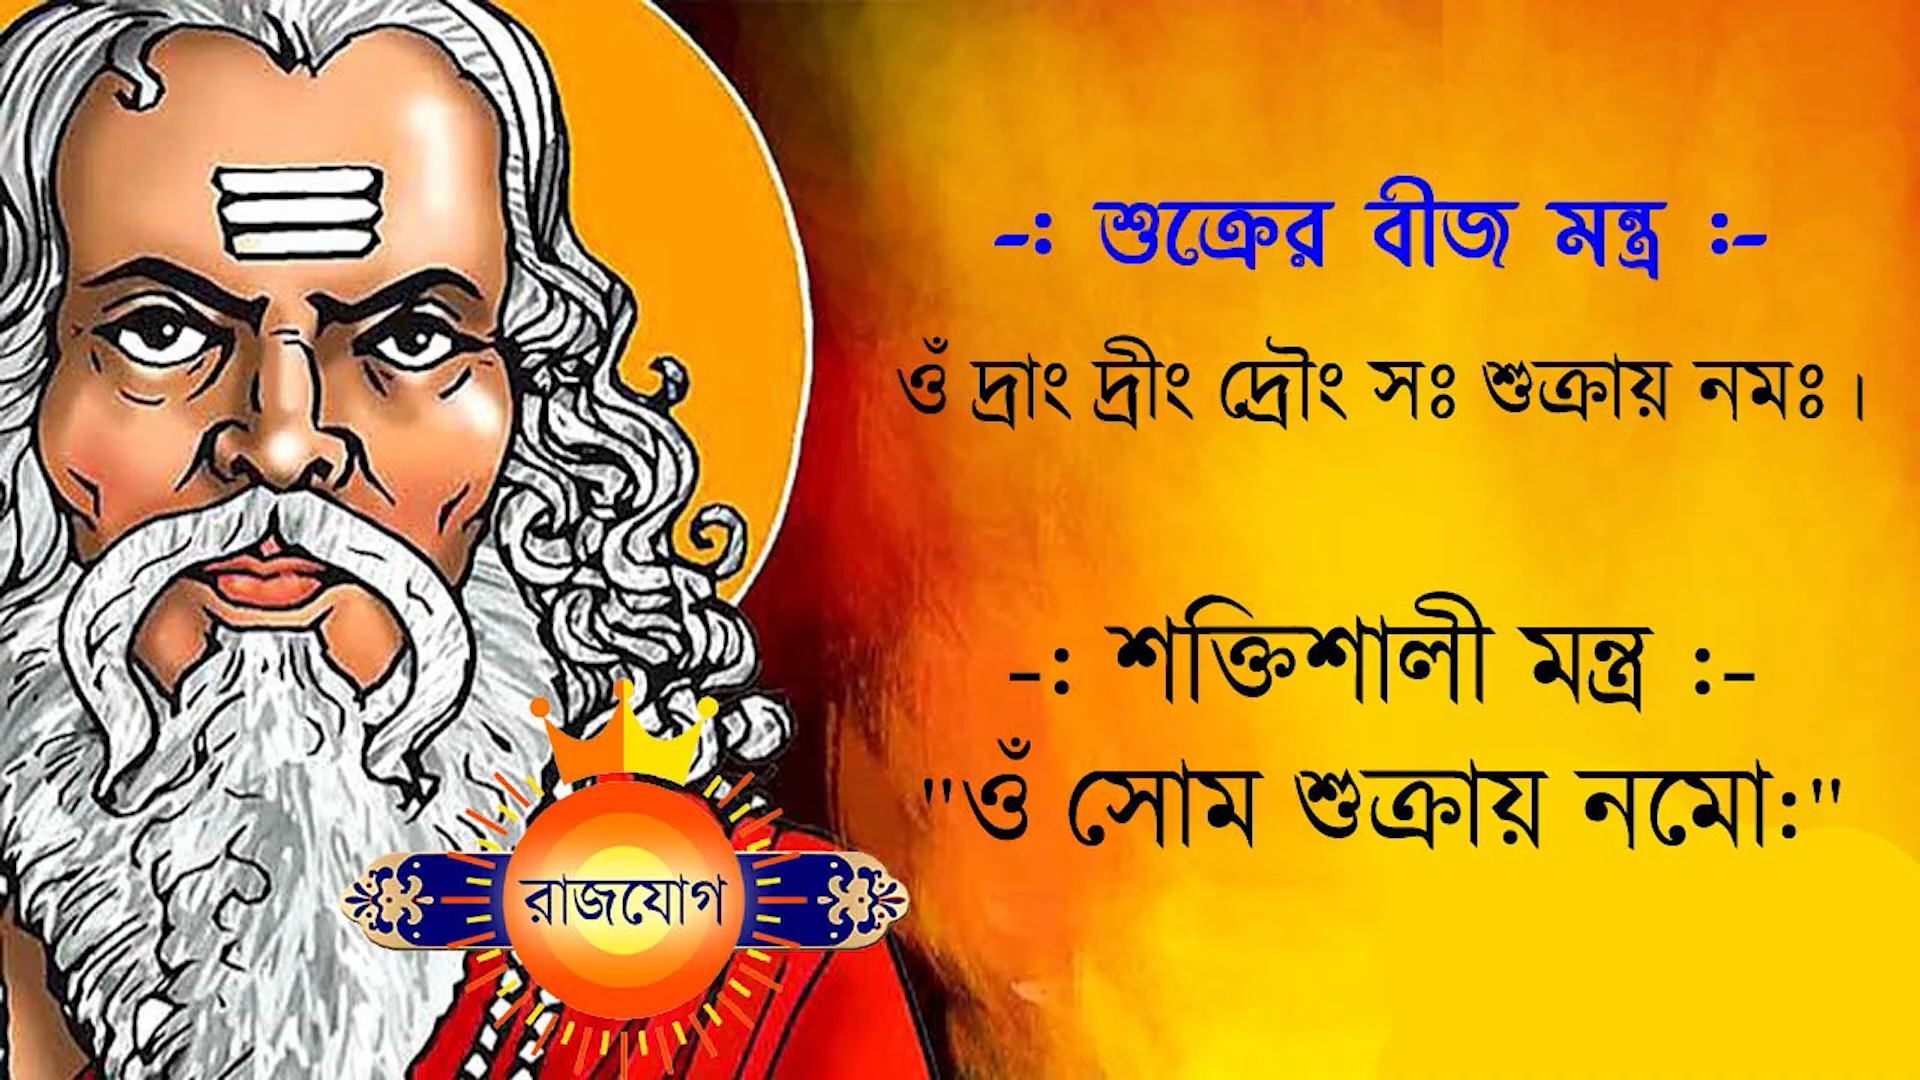 -: শুক্রের বীজ মন্ত্র :-
ওঁ দ্রাং দ্রীং দ্রৌং সঃ শুক্রায় নমঃ।
-: শক্তিশালী মন্ত্র :-
"ওঁ সোম শুক্রায় নমো:"
রাজযোগ